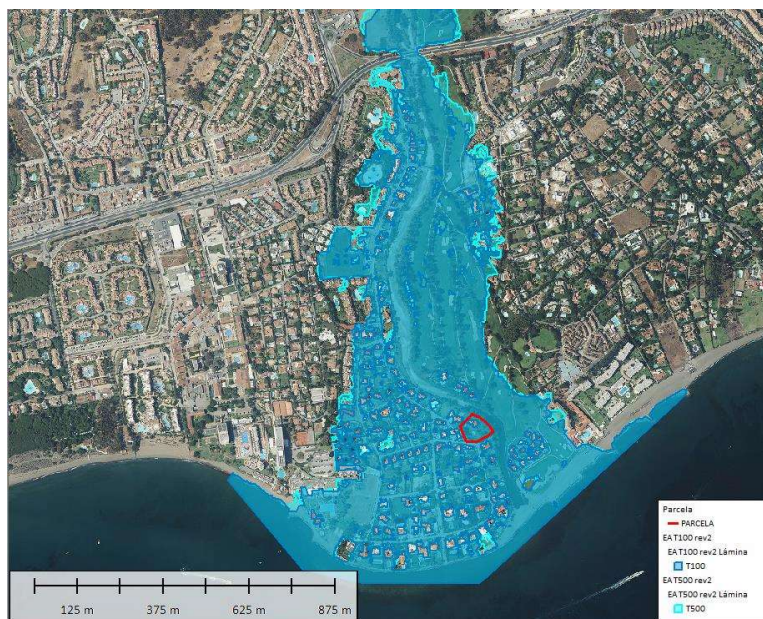 Parcela
PARCELA
EAT100 rev2
EAT100 rev2 Lámina
T100
EAT500 rev2
EAT500 rev2 Lámina
T500
125 m 375 m 625 m 875 m